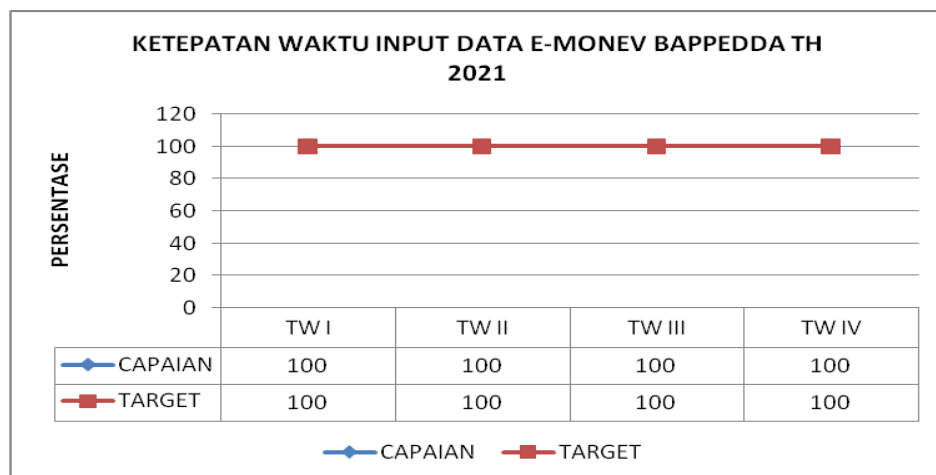 KETEPATAN WAKTU INPUT DATA E-MONEV BAPPEDDA TH
2021
PERSENTASE
120
100
80
60
40
20
0
TW I TW II TW III TW IV
CAPAIAN 100 100 100 100
TARGET 100 100 100 100
CAPAIAN TARGET